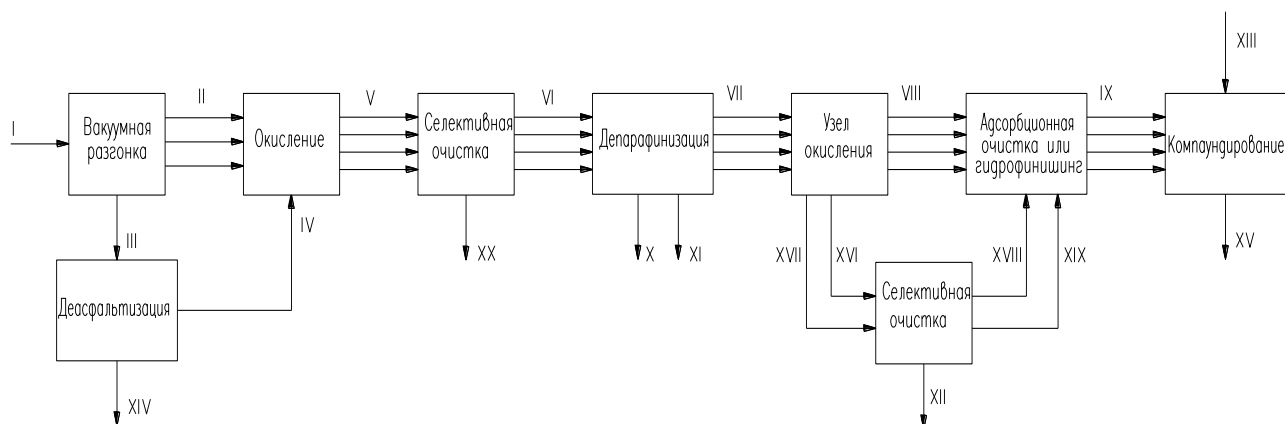 XIII
I
II
V
VI
VII
VIII
IX
Вакуумная
разгонка
Окисление
Селективная
очистка
Депарафинизация
Узел
окисления
Адсорбционная
очистка или
гидрофинишинг
Компаундирование
III
IV
XX
X
XI
XVII
XVI
XVIII
XIX
XV
Деасфальтизация
Селективная
очистка
XIV
XII